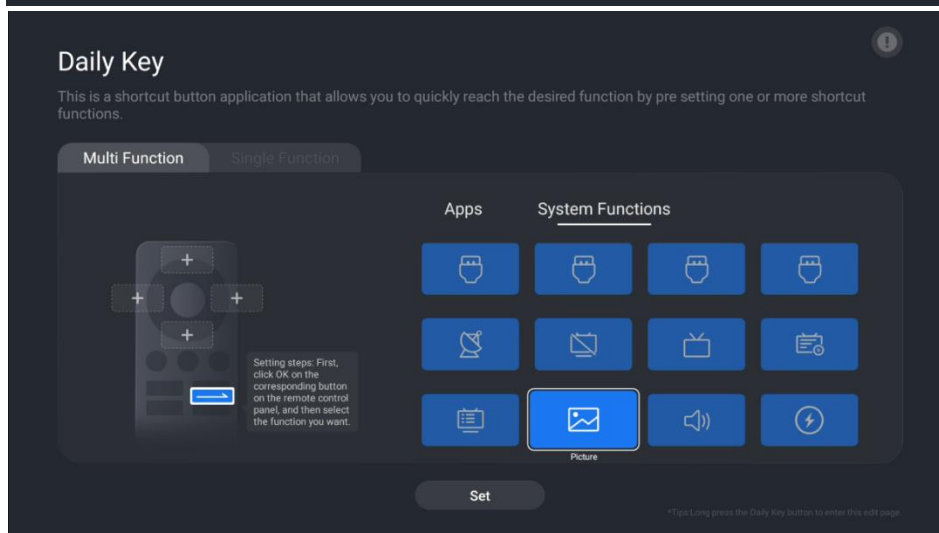 Daily Key
This is a shortcut button application that allows you to quickly reach the desired function by pre setting one or more shortcut
functions.
Multi Function
Single Function
Apps
System Functions
Setting steps: First,
click OK on the
corresponding button
on the remote control
panel, and then select
the function you want.
Picture
Set
*Tips:Long press the Daily Key button to enter this edit page